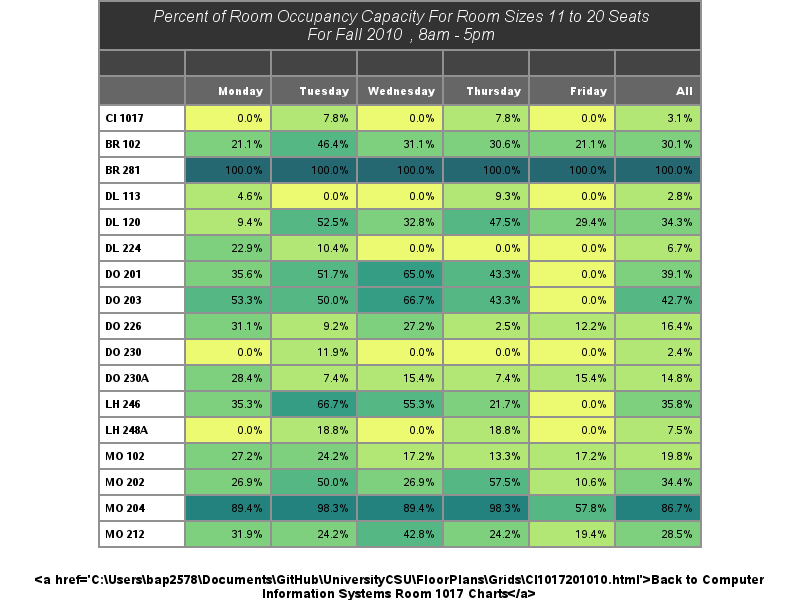 Percent of Room Occupancy Capacity For Room Sizes 11 to 20 Seats
For Fall 2010 , 8am - 5pm
Monday Tuesday Wednesday Thursday Friday All
CI 1017 0.0% 7.8% 0.0% 7.8% 0.0% 3.1%
BR 102 21.1% 46.4% 31.1% 30.6% 21.1% 30.1%
BR 281 100.0% 100.0% 100.0% 100.0% 100.0% 100.0%
DL 113 4.6% 0.0% 0.0% 9.3% 0.0% 2.8%
DL 120 9.4% 52.5% 32.8% 47.5% 29.4% 34.3%
DL 224 22.9% 10.4% 0.0% 0.0% 0.0% 6.7%
DO 201 35.6% 51.7% 65.0% 43.3% 0.0% 39.1%
DO 203 53.3% 50.0% 66.7% 43.3% 0.0% 42.7%
DO 226 31.1% 9.2% 27.2% 2.5% 12.2% 16.4%
DO 230 0.0% 11.9% 0.0% 0.0% 0.0% 2.4%
DO 230A 28.4% 7.4% 15.4% 7.4% 15.4% 14.8%
LH 246 35.3% 66.7% 55.3% 21.7% 0.0% 35.8%
LH 248A 0.0% 18.8% 0.0% 18.8% 0.0% 7.5%
MO 102 27.2% 24.2% 17.2% 13.3% 17.2% 19.8%
MO 202 26.9% 50.0% 26.9% 57.5% 10.6% 34.4%
MO 204 89.4% 98.3% 89.4% 98.3% 57.8% 86.7%
MO 212 31.9% 24.2% 42.8% 24.2% 19.4% 28.5%
<a href='C:\Users\bap2578\Documents\GitHub\UniversityCSU\FloorPlans\Grids\CI1017201010.html'>Back to Computer
Information Systems Room 1017 Charts</a>